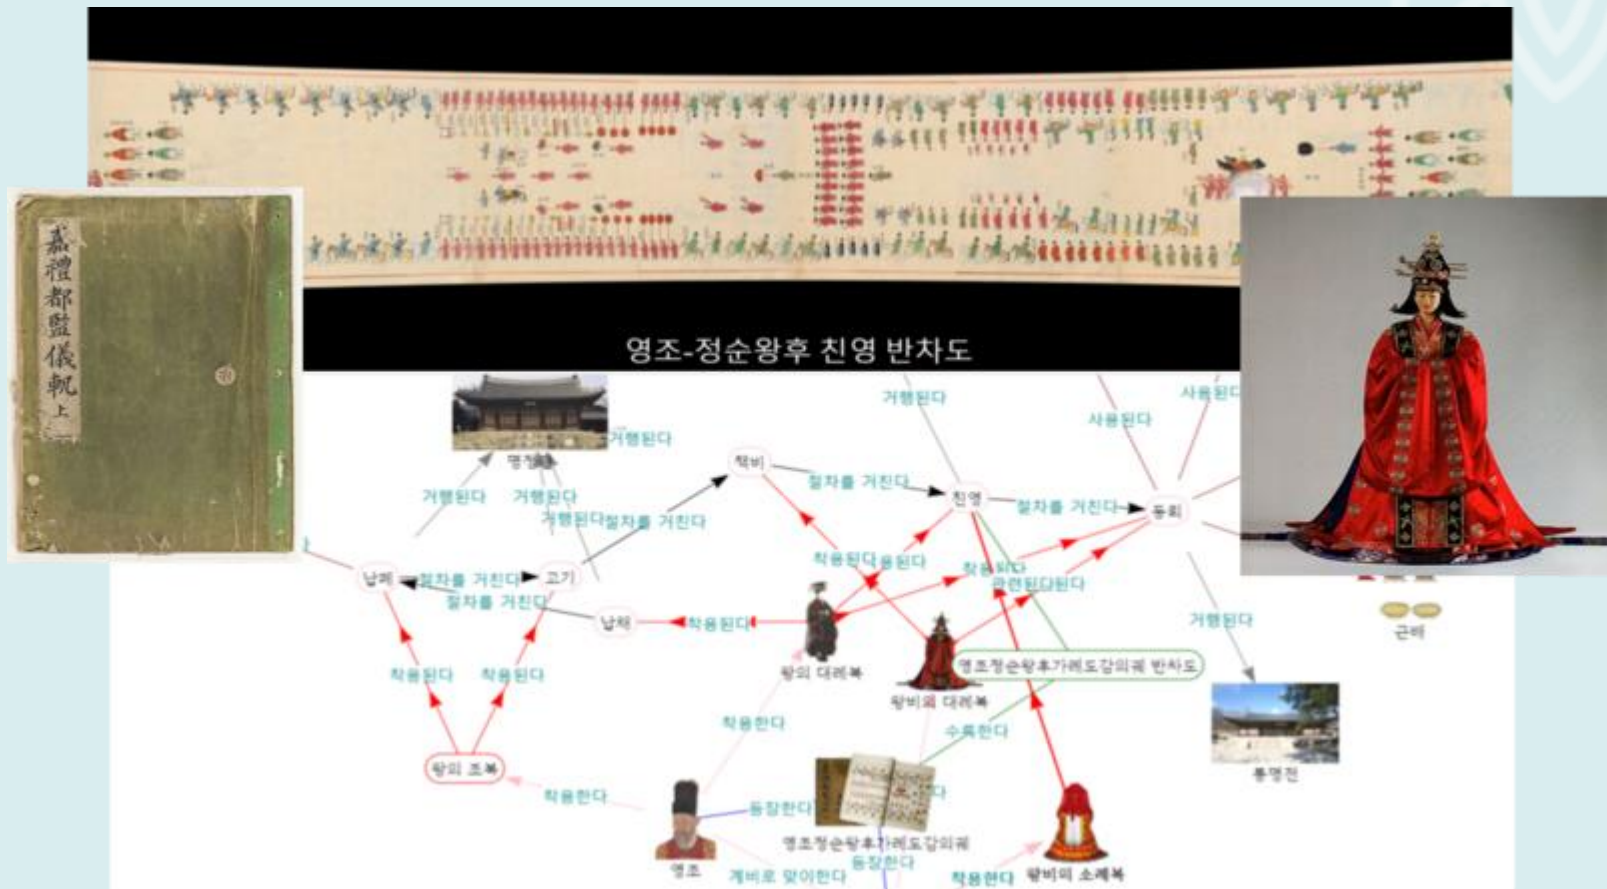 嘉禮都監儀軌 上
영조-정순왕후 친영 반차도
거행된다
사용된다
사용된다
거행된다
책비
절차를 거친다
거행된다
거행된다
친영
절차를 거친다
동뢰
거행된다
절차를 거친다
착용된다
용된다
착용된다
관련된다
된다
납폐
절차를 거친다
고기
절차를 거친다
납채
착용된다
거행된다
근배
왕의 대례복
영조정순왕후가례도감의궤 반차도
착용된다
착용된다
왕비의 대례복
착용한다
수록한다
왕의 조복
통명전
착용한다
등장한다
다
영조정순왕후가례도감의궤
영조
계비로 맞이한다
등장한다
착용한다
왕비의 소례복